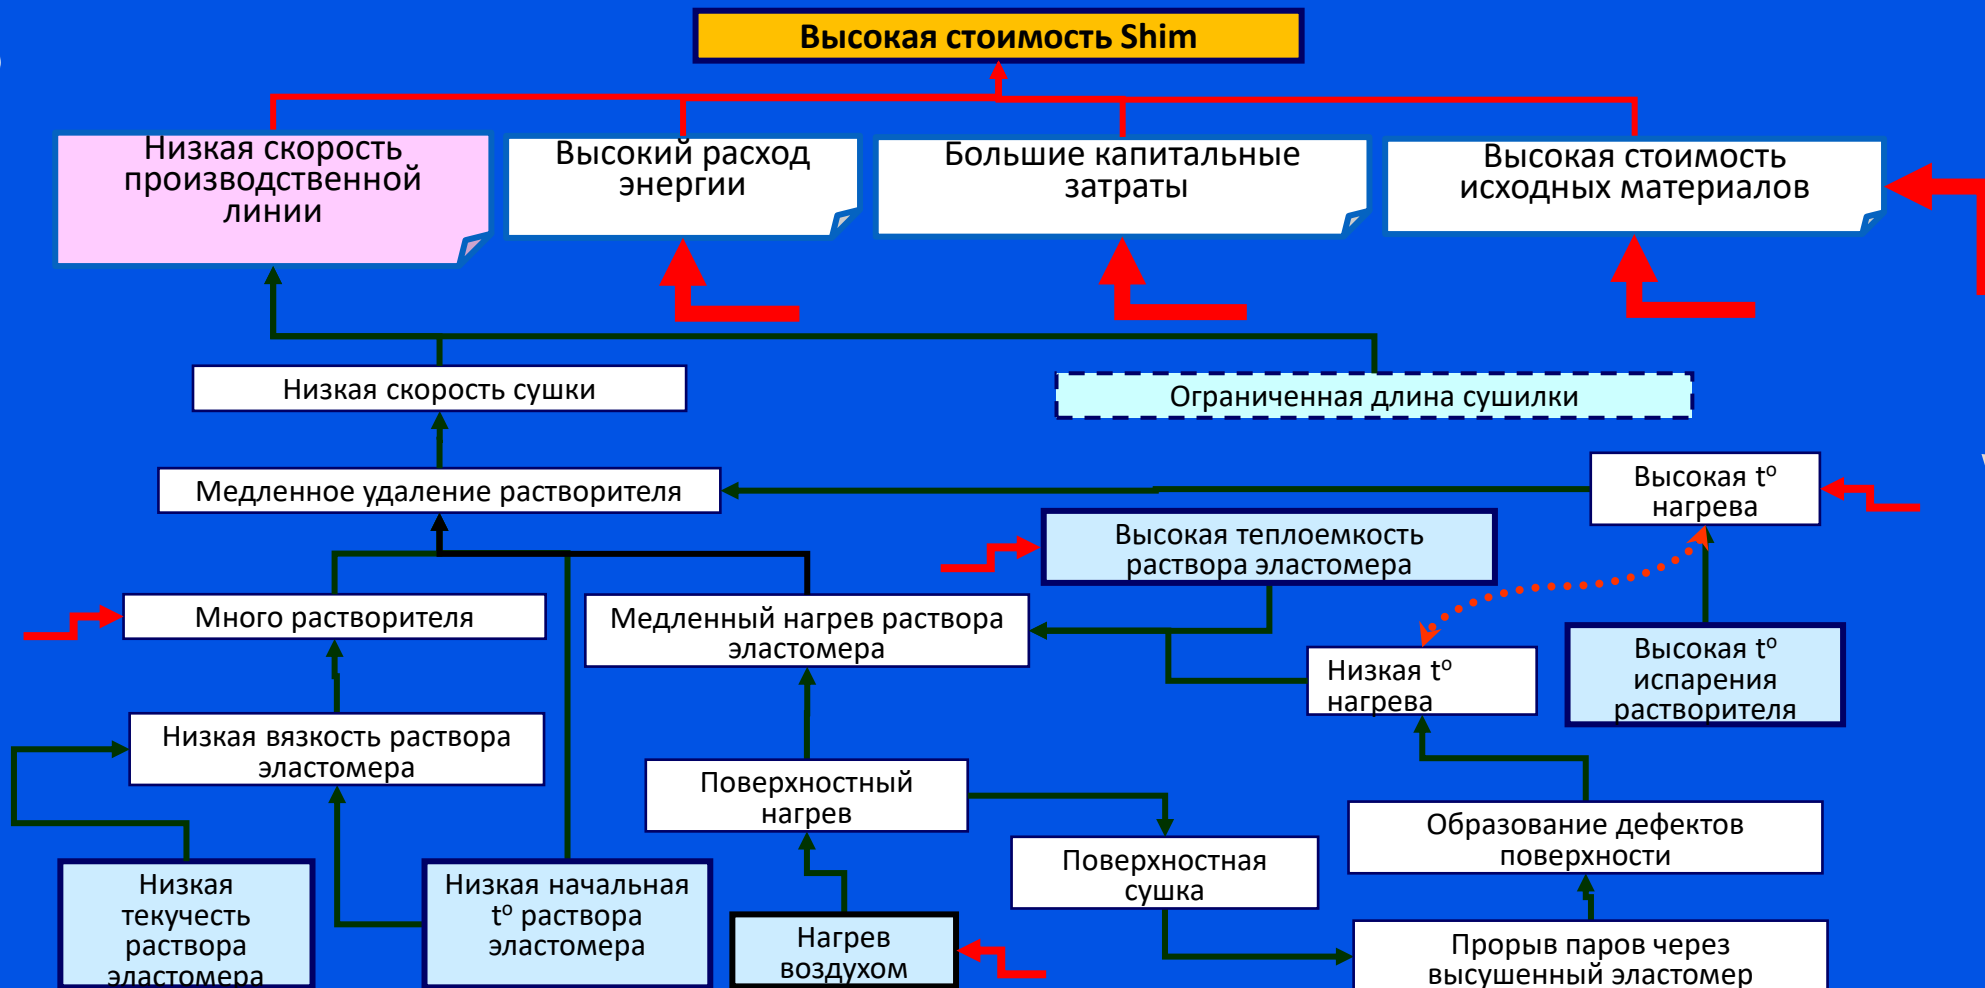 Высокая стоимость Shim
Низкая скорость
производственной
линии
Высокий расход
энергии
Большие капитальные
затраты
Высокая стоимость
исходных материалов
Низкая скорость сушки
Ограниченная длина сушилки
Медленное удаление растворителя
Высокая tº
нагрева
Высокая теплоемкость
раствора эластомера
Много растворителя
Медленный нагрев раствора
эластомера
Низкая tº
нагрева
Высокая tº
испарения
растворителя
Низкая вязкость раствора
эластомера
Поверхностный
нагрев
Образование дефектов
поверхности
Поверхностная
сушка
Низкая
текучесть
раствора
эластомера
Низкая начальная
tº раствора
эластомера
Нагрев
воздухом
Прорыв паров через
высушенный эластомер